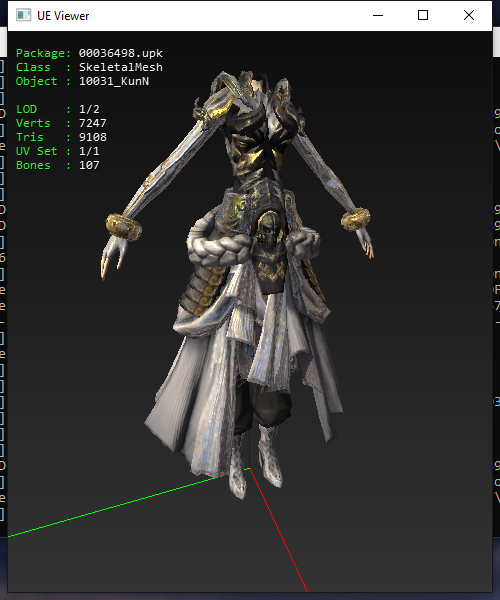 UE Viewer
Package: 00036498.upk
Class  : SkeletalMesh
Object : 10031_KunN
LOD    : 1/2
Verts  : 7247
Tris   : 9108
UV Set : 1/1
Bones  : 107